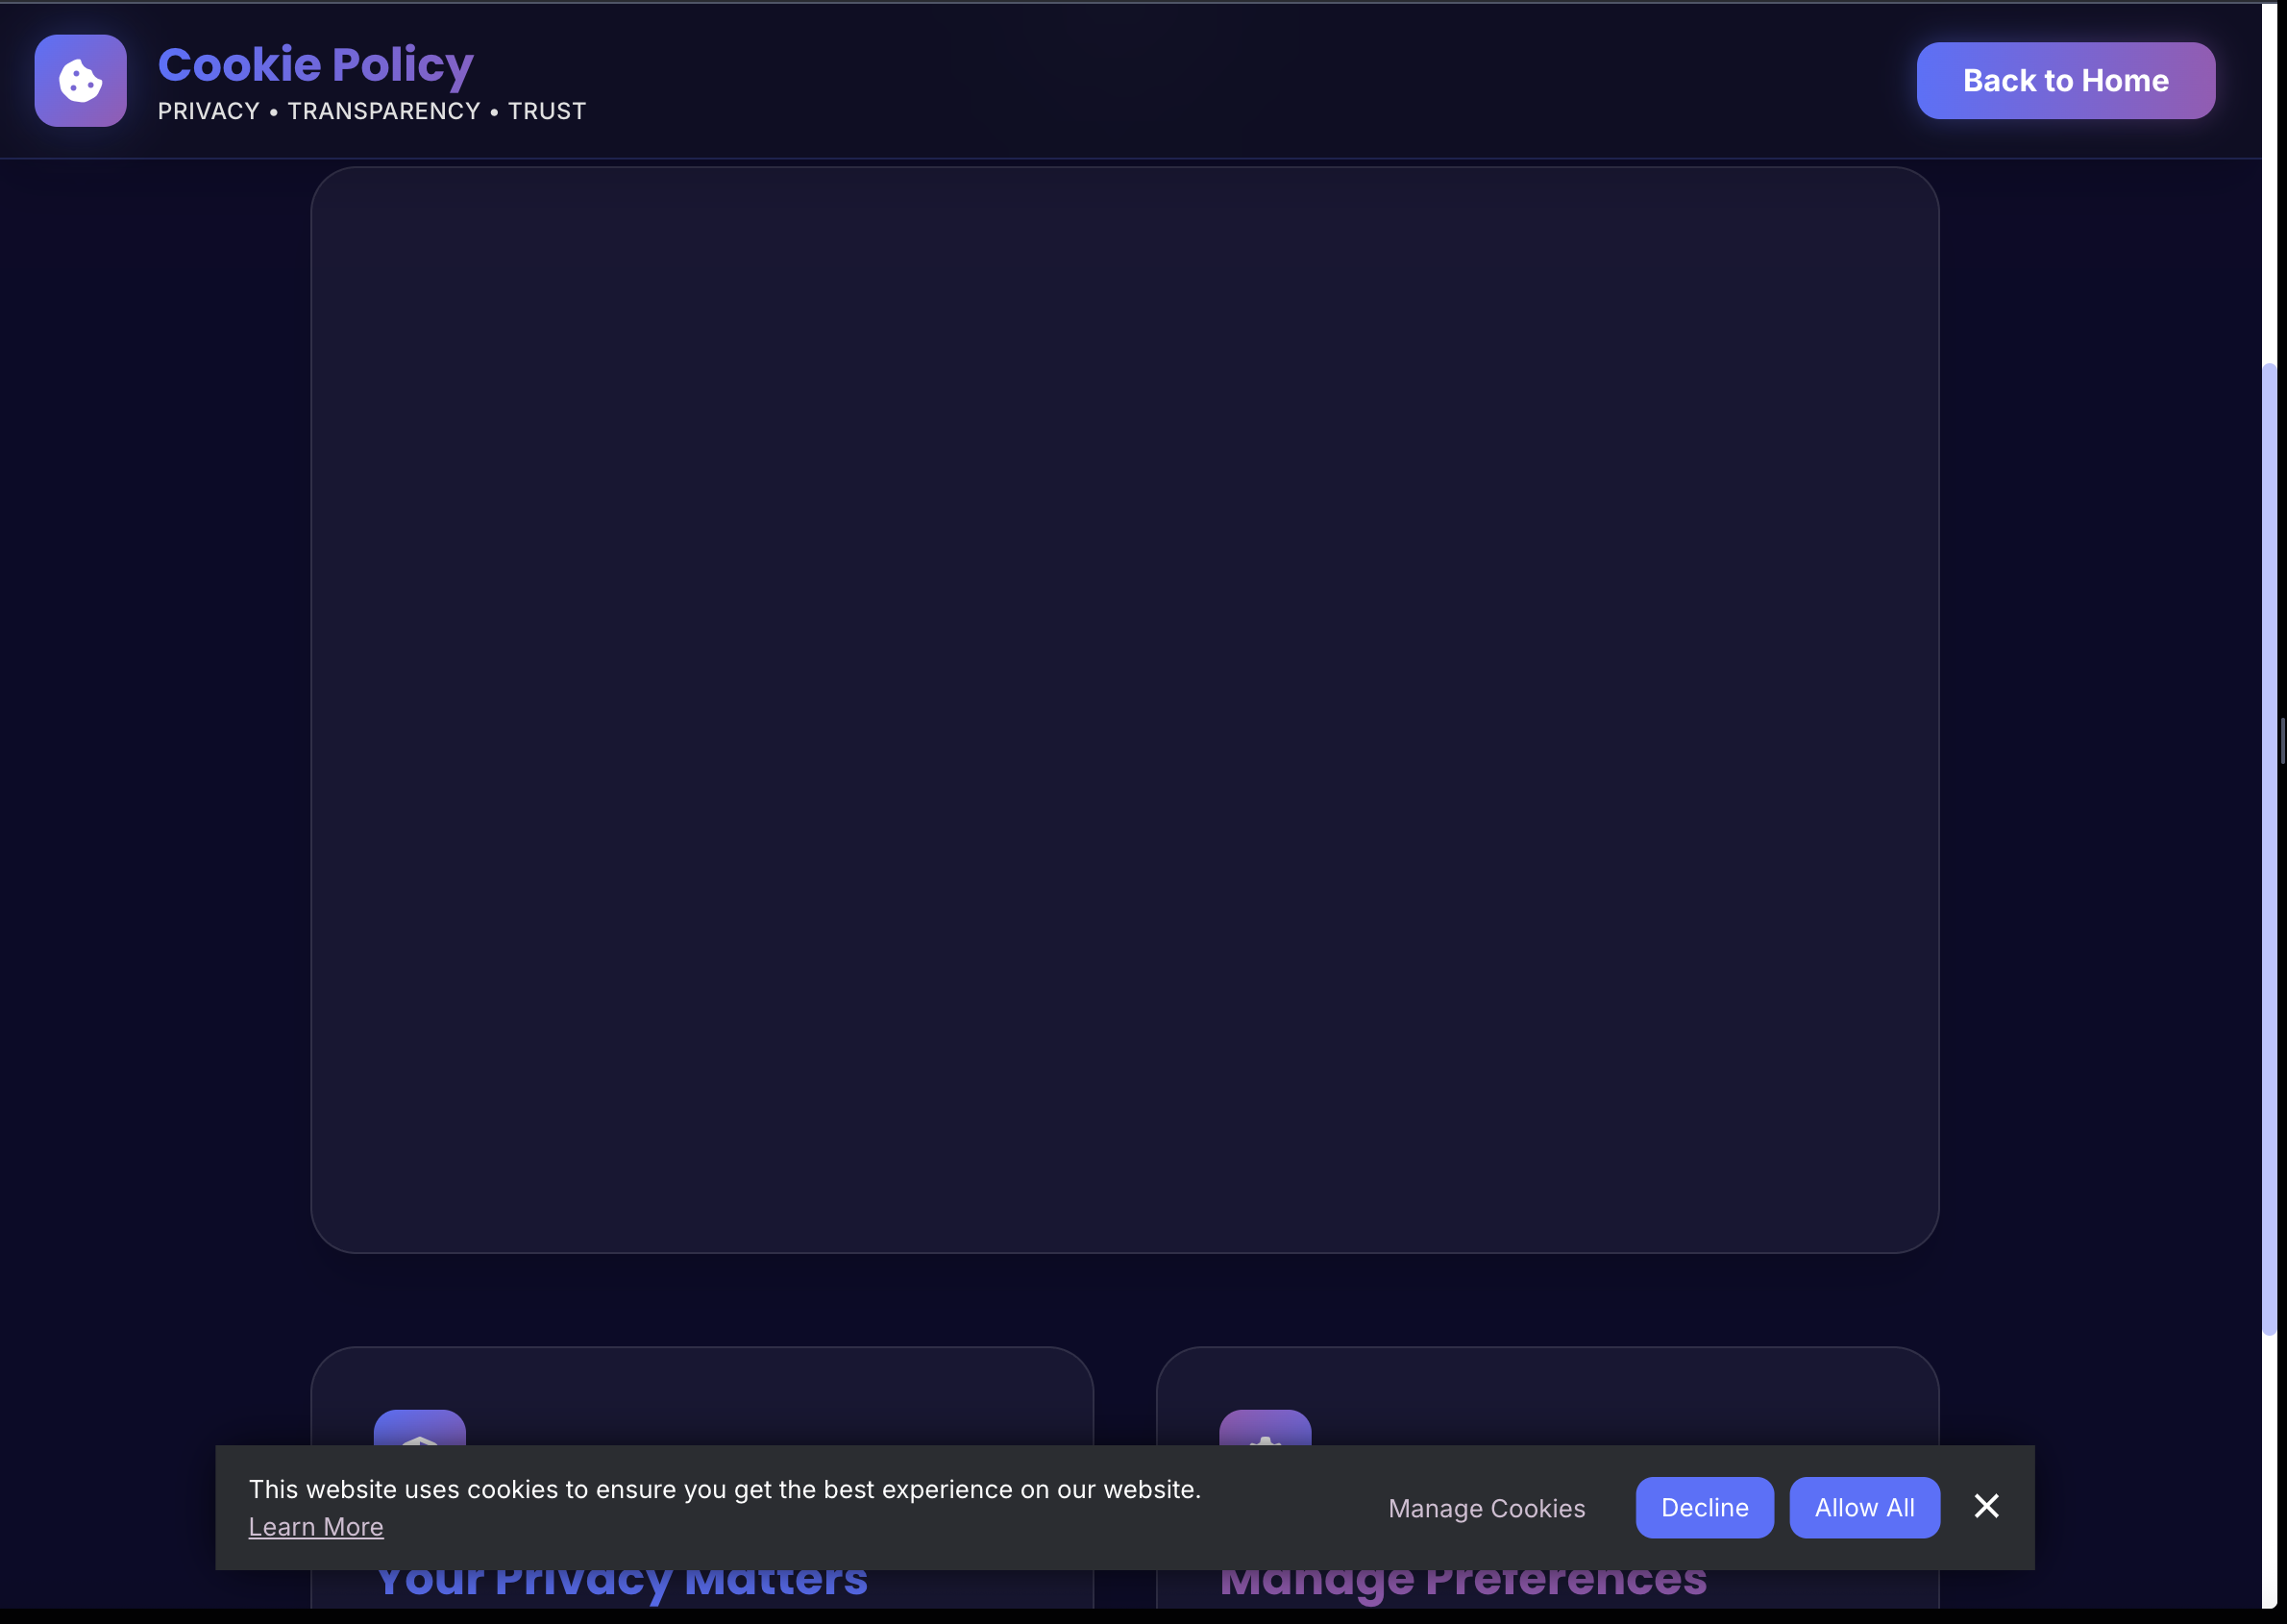 Cookie Policy
PRIVACY • TRANSPARENCY • TRUST
Back to Home
This website uses cookies to ensure you get the best experience on our website.
Learn More
Manage Cookies
Decline
Allow All
Your Privacy Matters
Manage Preferences